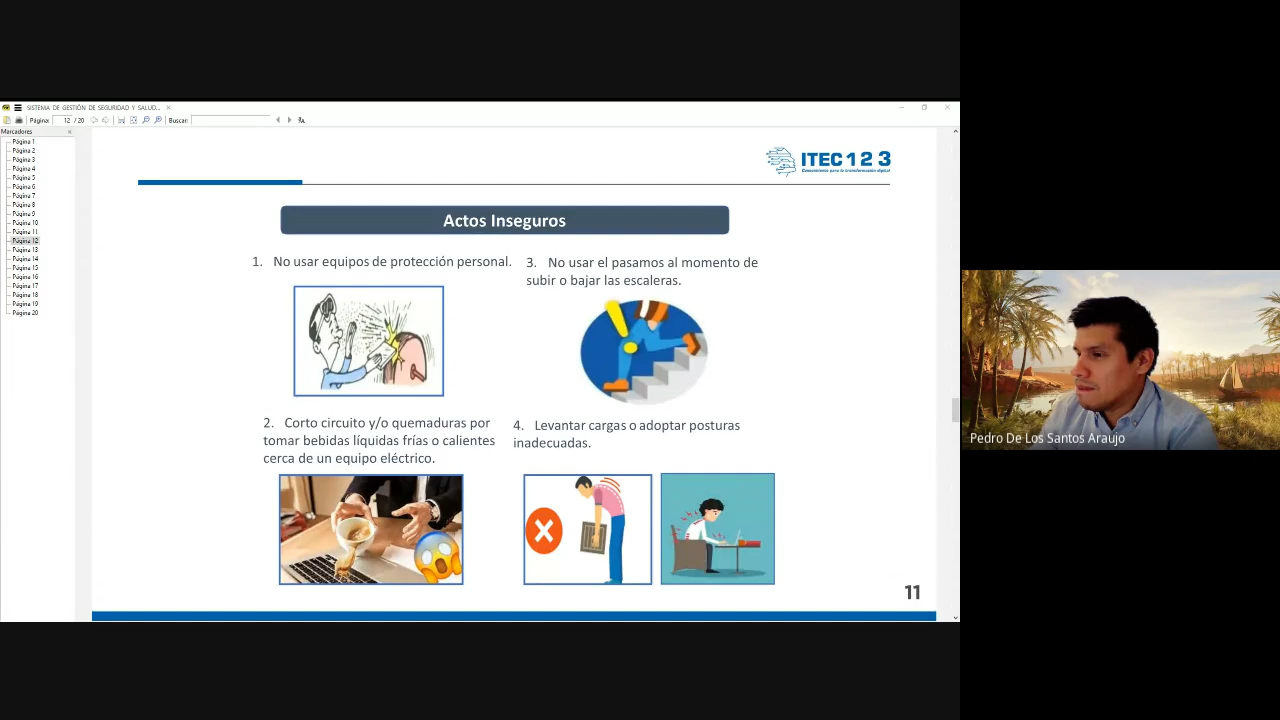 SISTEMA DE GESTIÓN DE SEGURIDAD Y SALUD...
Página: 12 / 20
Buscar:
Marcadores
Página 1
Página 2
Página 3
Página 4
Página 5
Página 6
Página 7
Página 8
Página 9
Página 10
Página 11
Página 12
Página 13
Página 14
Página 15
Página 16
Página 17
Página 18
Página 19
Página 20
ITEC 1 2 3
Conocimiento para la transformación digital
Actos Inseguros
1. No usar equipos de protección personal.
2. Corto circuito y/o quemaduras por
tomar bebidas líquidas frías o calientes
cerca de un equipo eléctrico.
3. No usar el pasamos al momento de
subir o bajar las escaleras.
4. Levantar cargas o adoptar posturas
inadecuadas.
11
Pedro De Los Santos Araujo